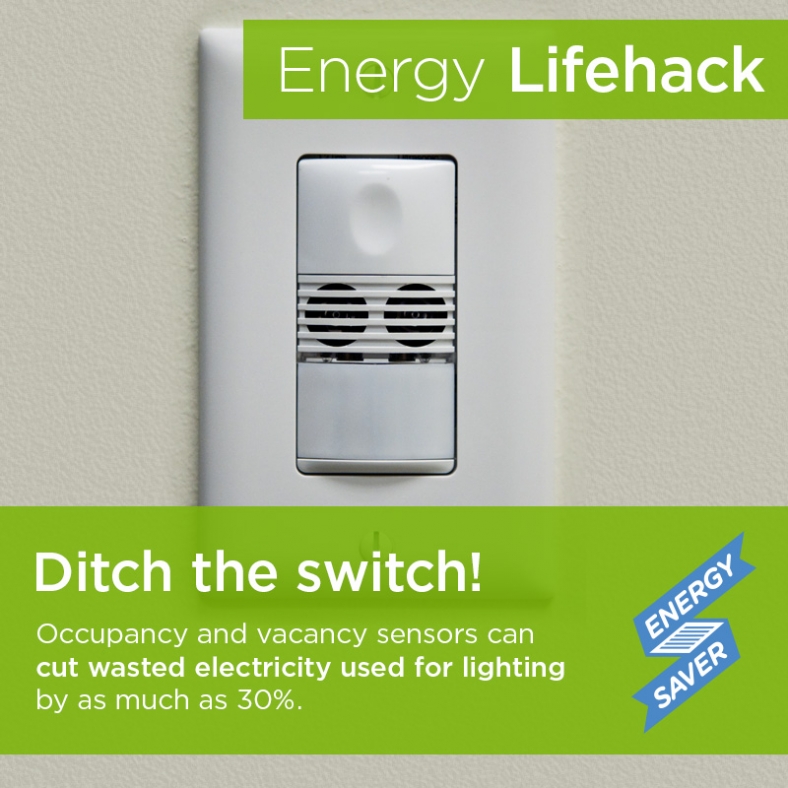 Energy Lifehack
Ditch the switch!
Occupancy and vacancy sensors can
cut wasted electricity used for lighting
by as much as 30%.
ENERGY
SAVER